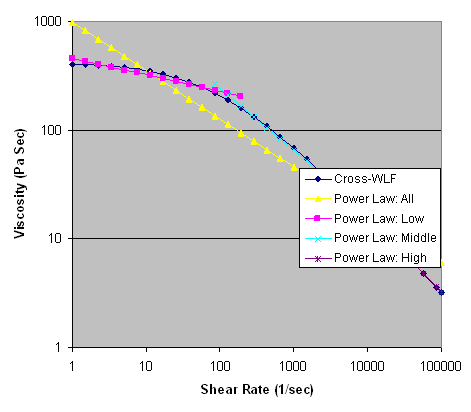 1000
100
10
1
Viscosity (Pa Sec)
Cross-WLF
Power Law: All
Power Law: Low
Power Law: Middle
Power Law: High
1 10 100 1000 10000 100000
Shear Rate (1/sec)